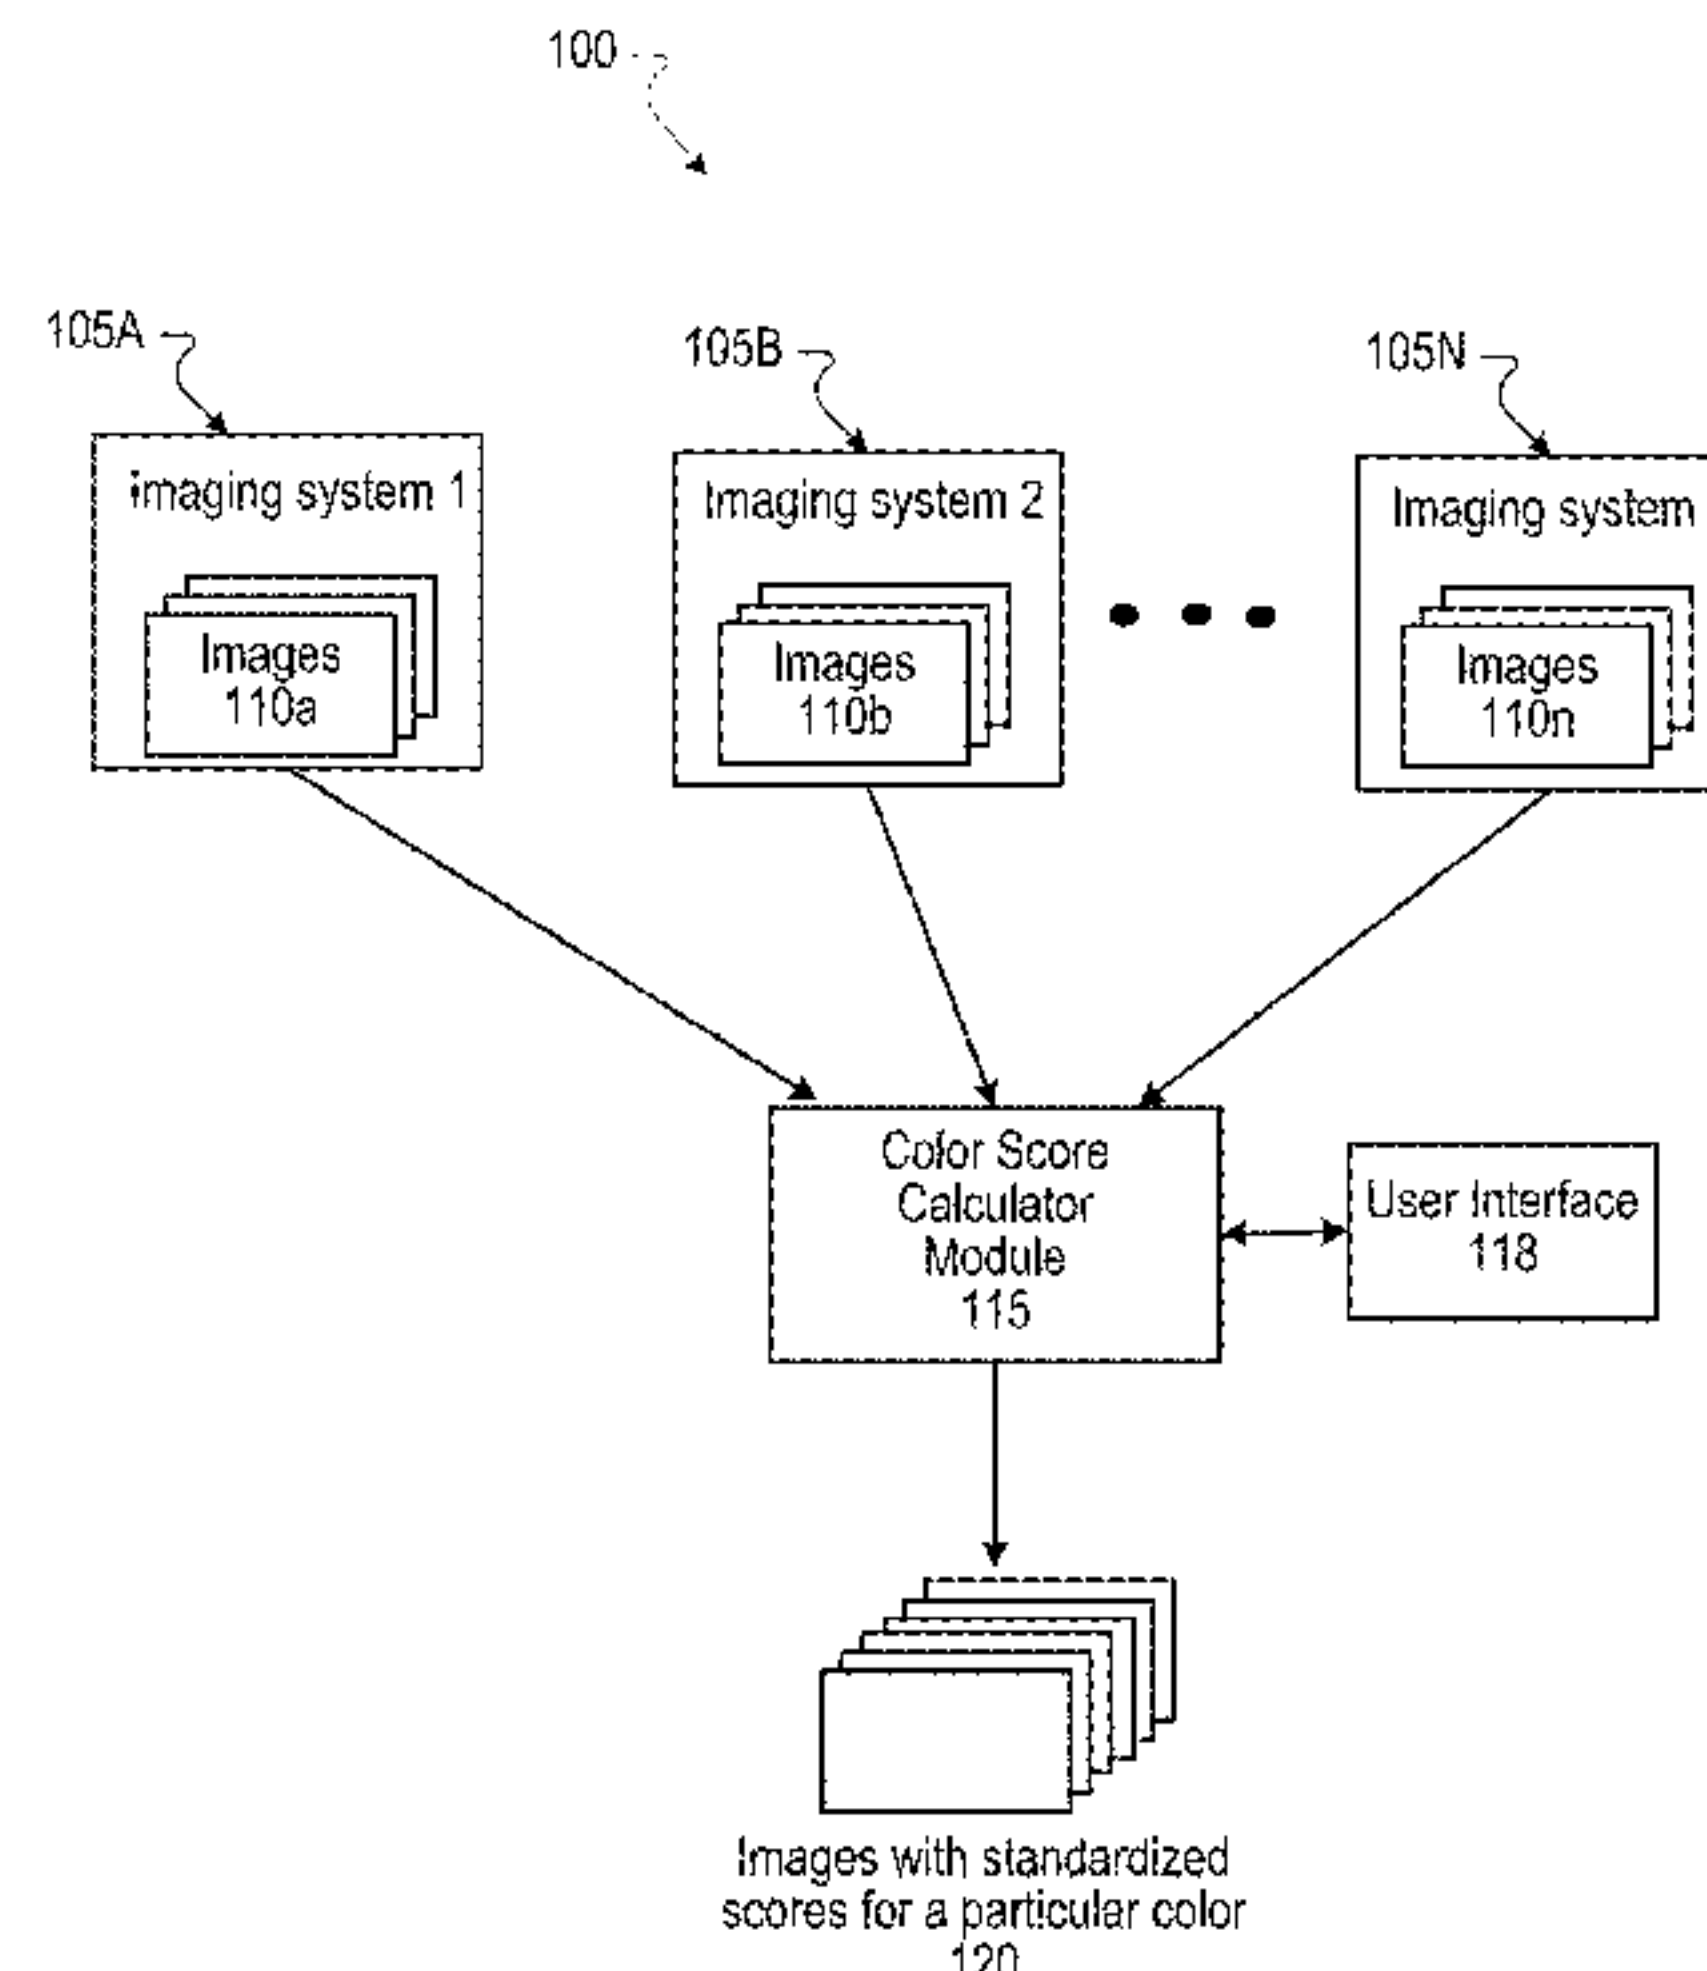 100
105A
105B
105N
Imaging system 1
Imaging system 2
Imaging system
Images
110a
Images
110b
Images
110n
Color Score
Calculator
Module
115
User Interface
118
Images with standardized
scores for a particular color
120